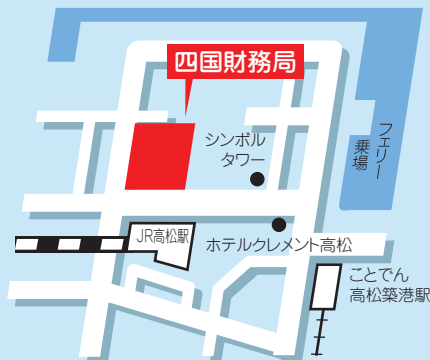 四国財務局
シンボル
タワー
フェリー
乗場
JR高松駅
ホテルクレメント高松
ことでん
高松築港駅